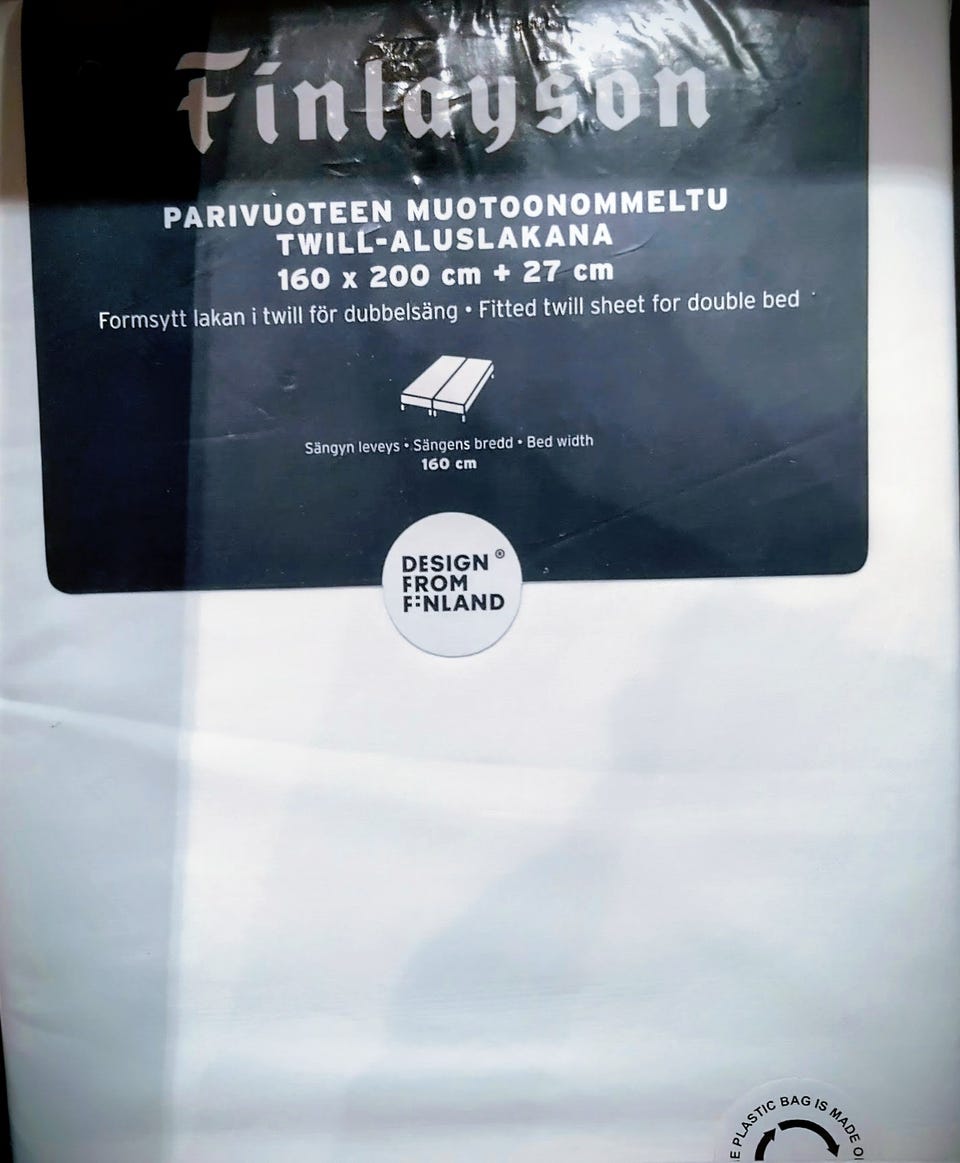 Finlayson
PARIVUOTEEN MUOTOONOMMELTU
TWILL-ALUSLAKANA
160 x 200 cm + 27 cm
Formsytt lakan i twill för dubbelsäng • Fitted twill sheet for double bed
Sängyn leveys • Sängens bredd • Bed width
160 cm
DESIGN ®
FROM
FINLAND
PLASTIC BAG IS MADE